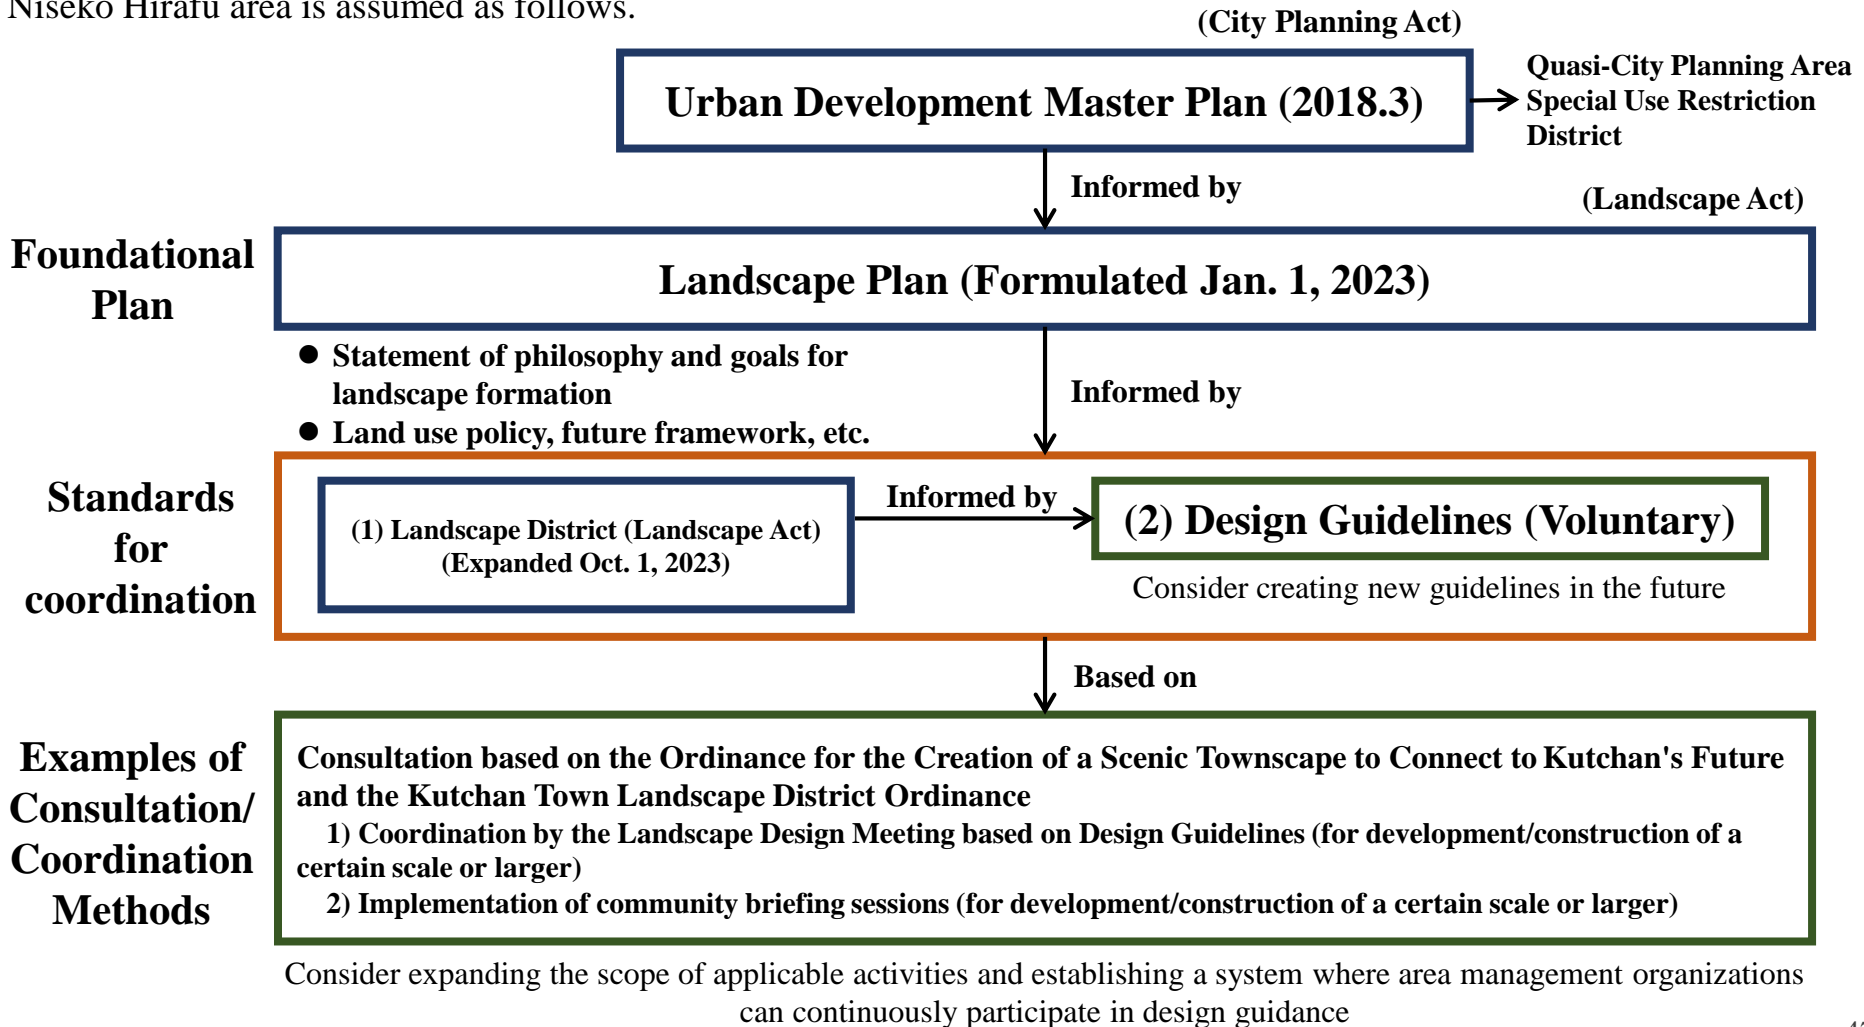 Niseko Hirafu area is assumed as follows.
(City Planning Act)
Urban Development Master Plan (2018.3)
Quasi-City Planning Area
Special Use Restriction
District
Informed by
(Landscape Act)
Foundational
Plan
Landscape Plan (Formulated Jan. 1, 2023)
● Statement of philosophy and goals for
landscape formation
● Land use policy, future framework, etc.
Informed by
Standards
for
coordination
(1) Landscape District (Landscape Act)
(Expanded Oct. 1, 2023)
Informed by
(2) Design Guidelines (Voluntary)
Consider creating new guidelines in the future
Based on
Examples of
Consultation/
Coordination
Methods
Consultation based on the Ordinance for the Creation of a Scenic Townscape to Connect to Kutchan's Future
and the Kutchan Town Landscape District Ordinance
1) Coordination by the Landscape Design Meeting based on Design Guidelines (for development/construction of a
certain scale or larger)
2) Implementation of community briefing sessions (for development/construction of a certain scale or larger)
Consider expanding the scope of applicable activities and establishing a system where area management organizations
can continuously participate in design guidance